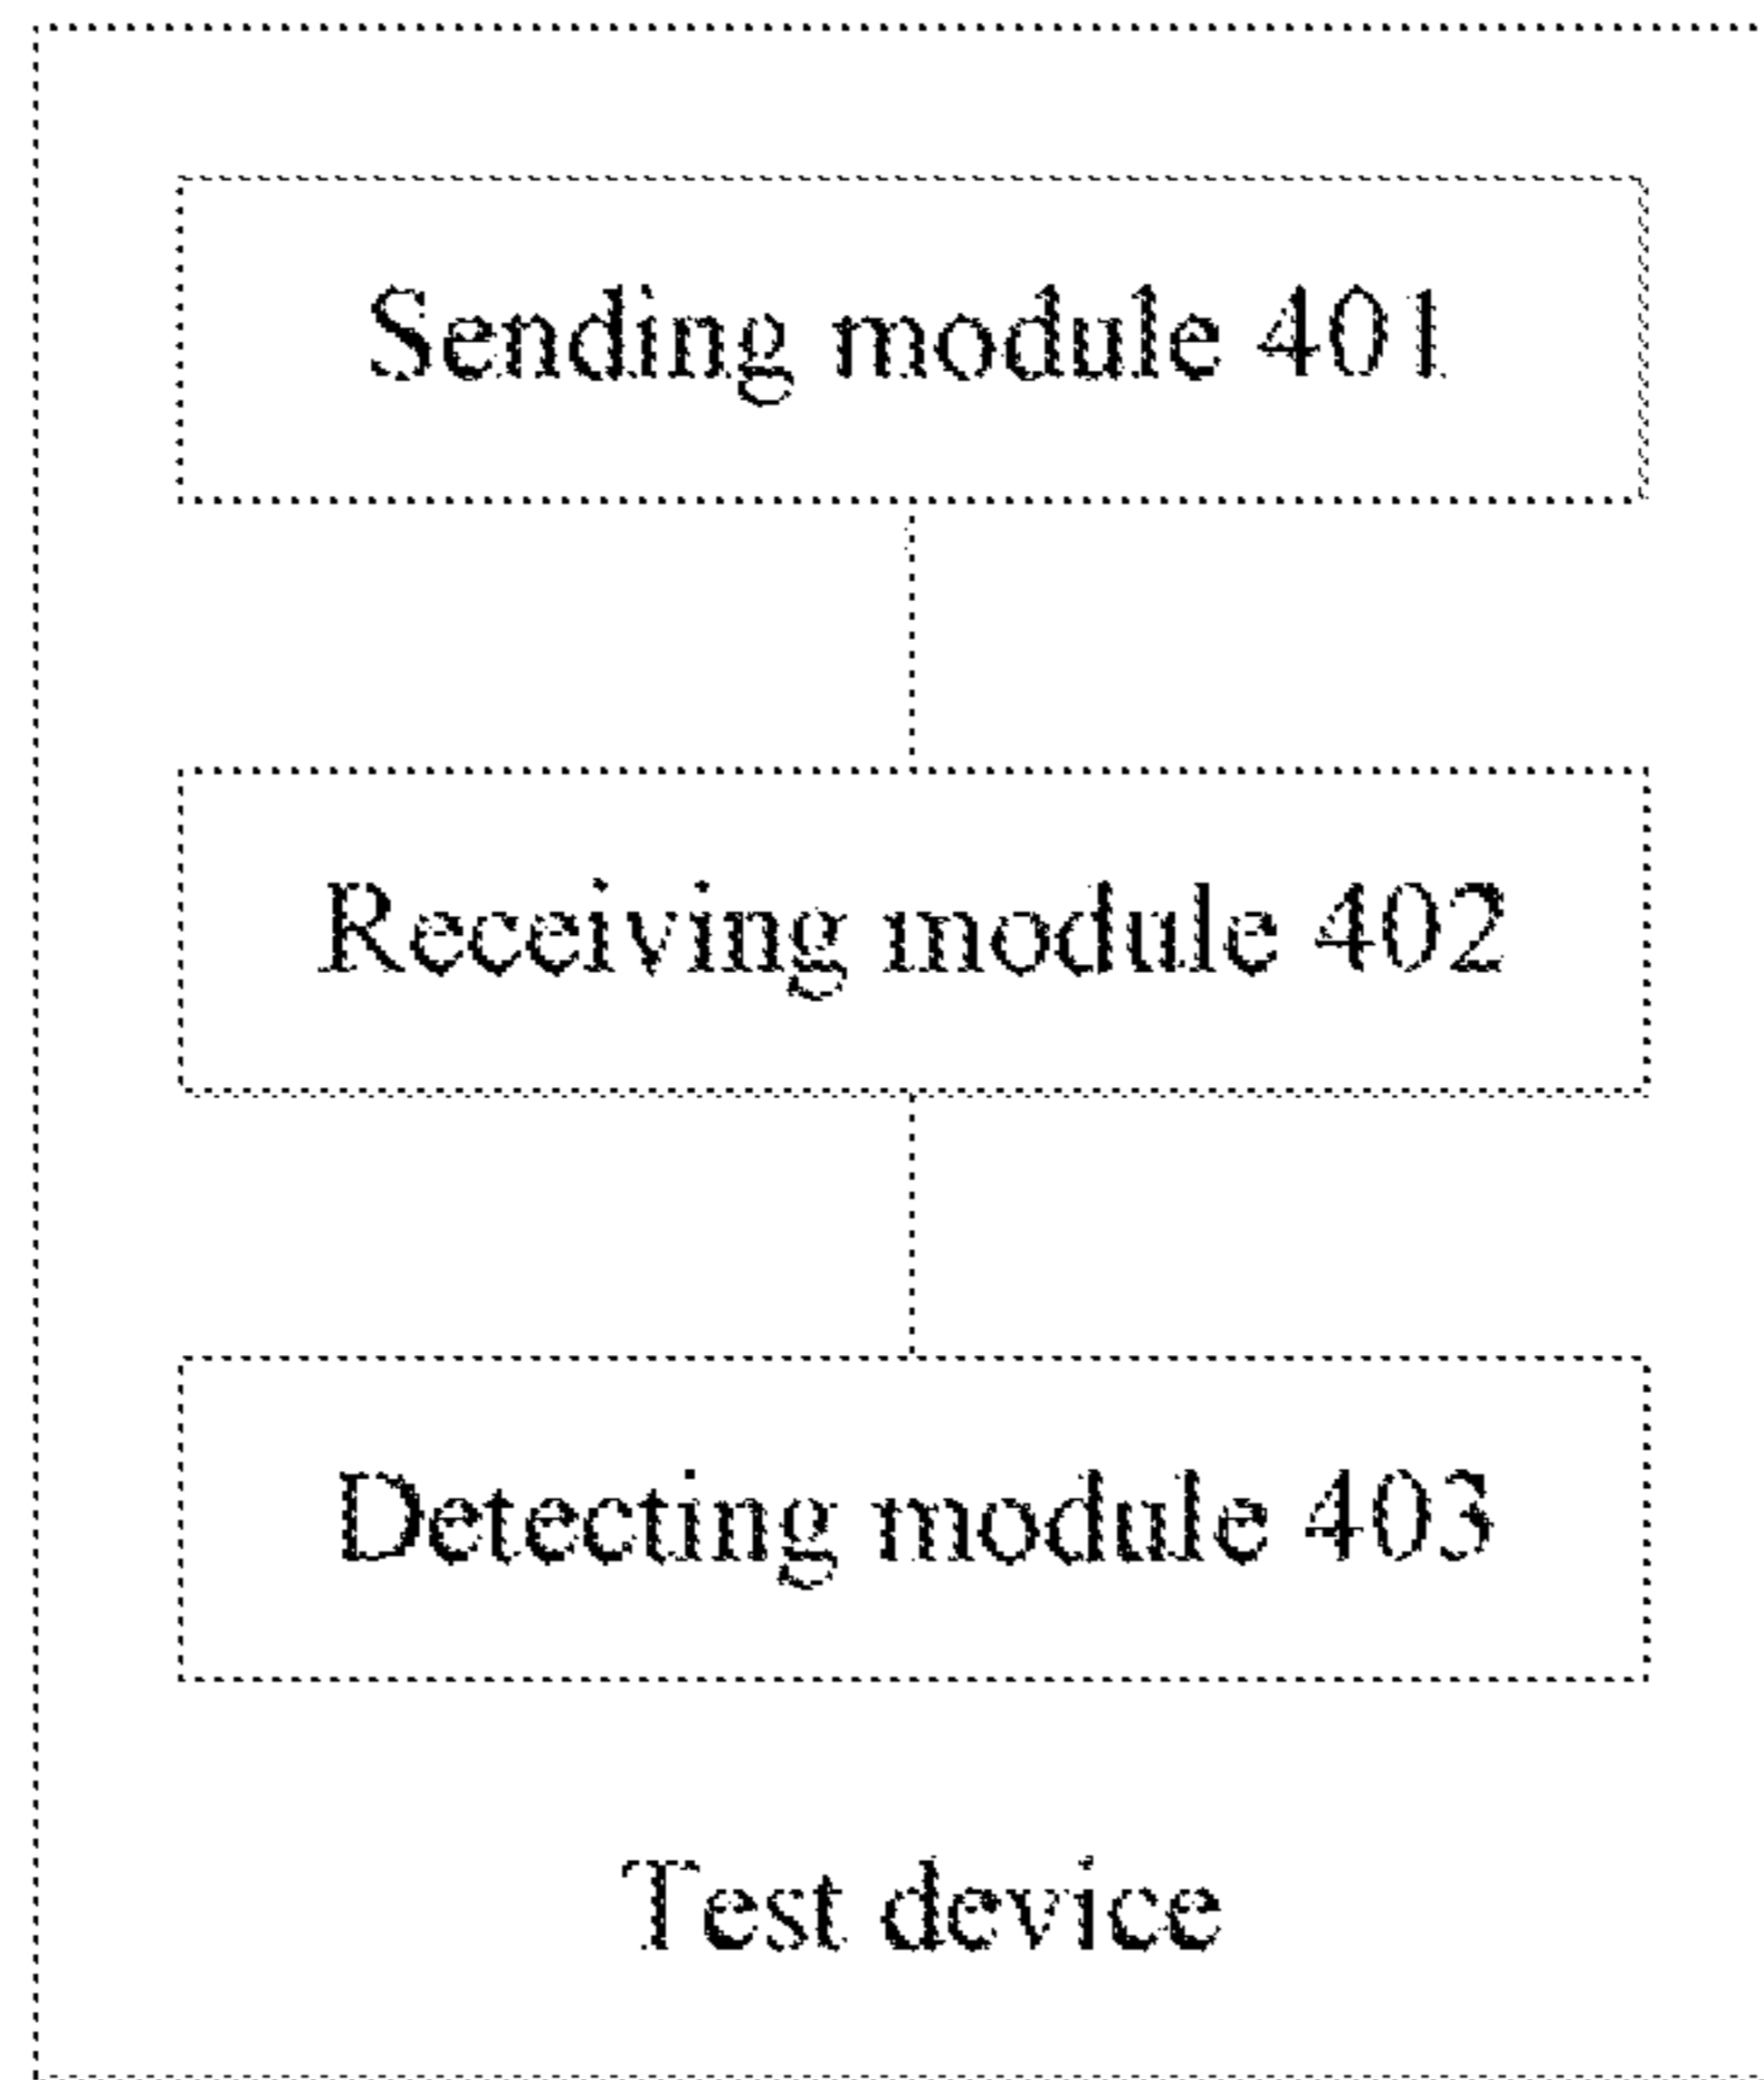 Sending module 401
Receiving module 402
Detecting module 403
Test device